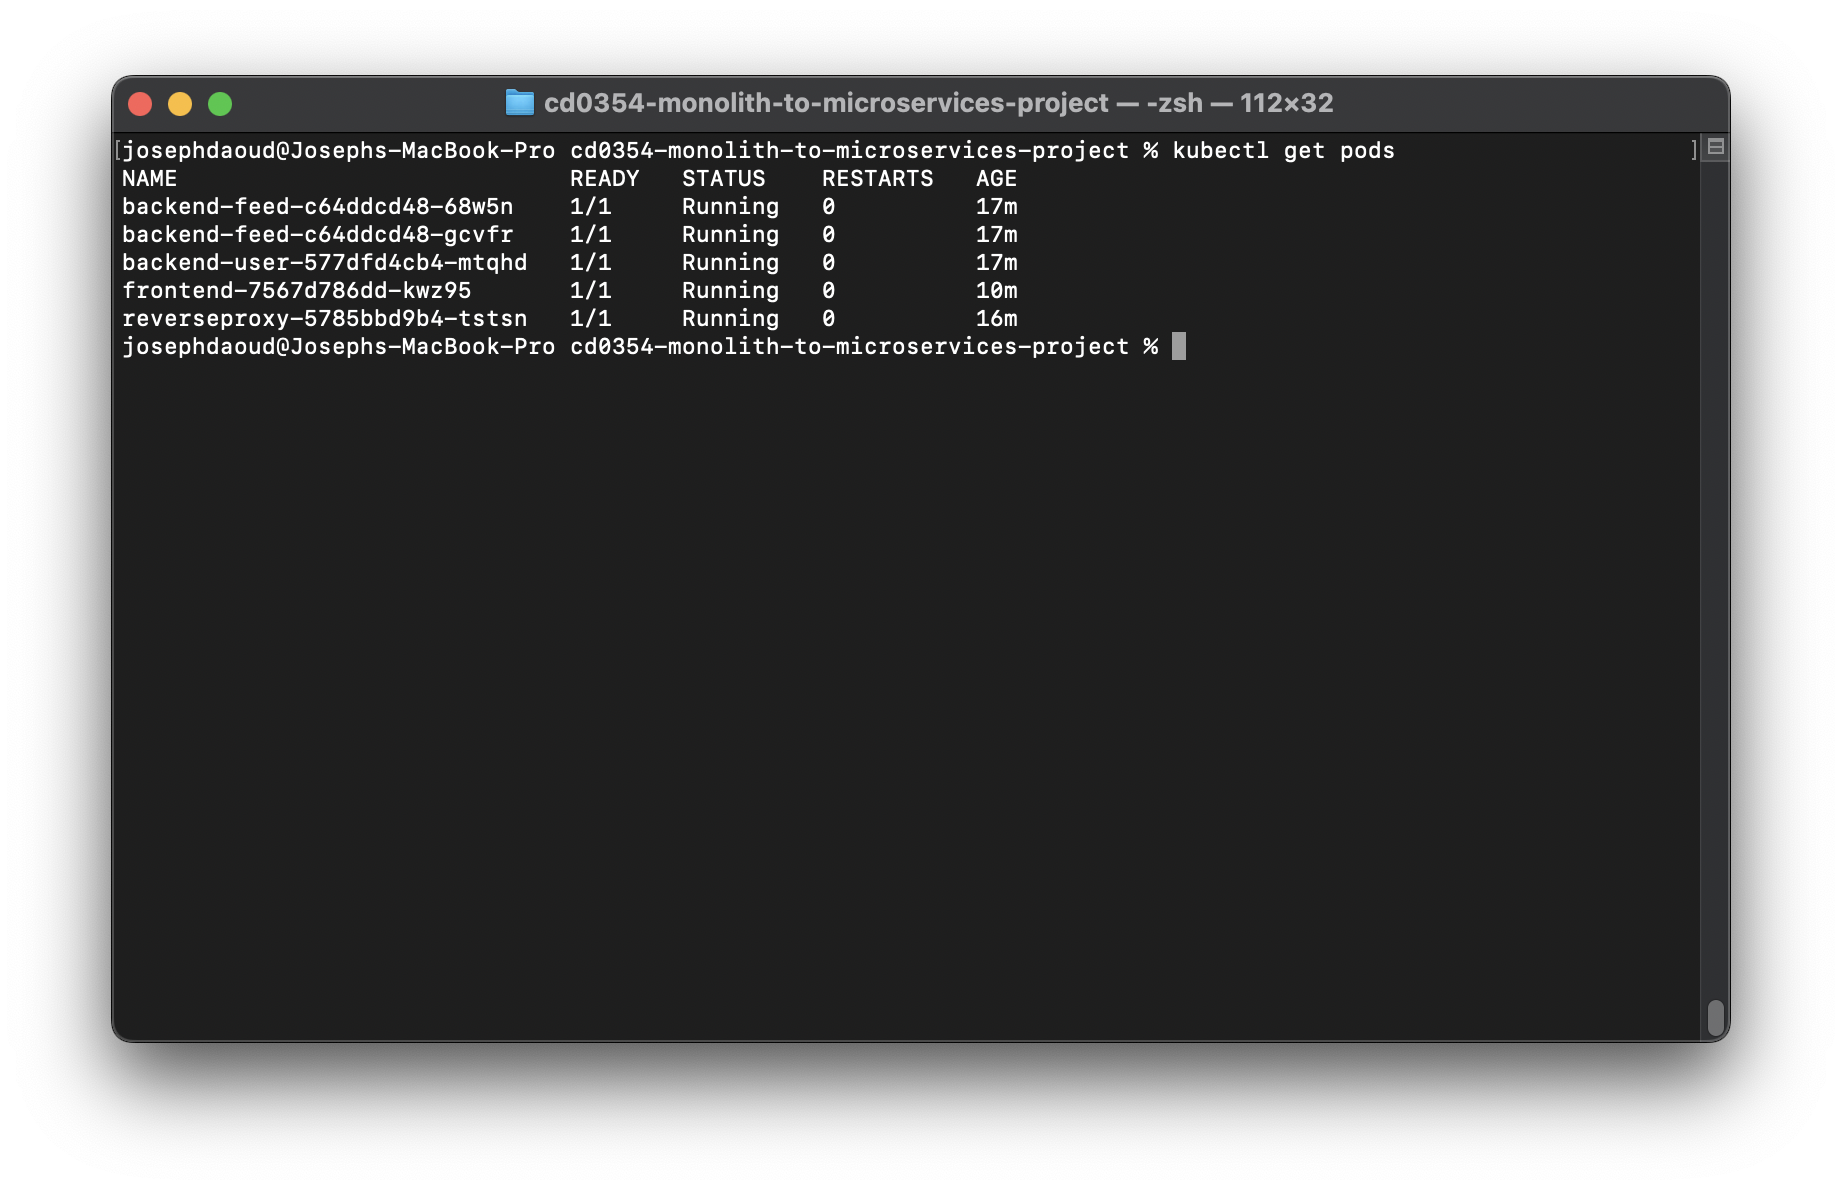 cd0354-monolith-to-microservices-project — -zsh — 112×32
[josephdaoud@Josephs-MacBook-Pro cd0354-monolith-to-microservices-project % kubectl get pods ]
NAME READY STATUS RESTARTS AGE
backend-feed-c64ddcd48-68w5n 1/1 Running 0 17m
backend-feed-c64ddcd48-gcvfr 1/1 Running 0 17m
backend-user-577dfd4cb4-mtqhd 1/1 Running 0 17m
frontend-7567d786dd-kwz95 1/1 Running 0 10m
reverseproxy-5785bbd9b4-tstsn 1/1 Running 0 16m
josephdaoud@Josephs-MacBook-Pro cd0354-monolith-to-microservices-project %